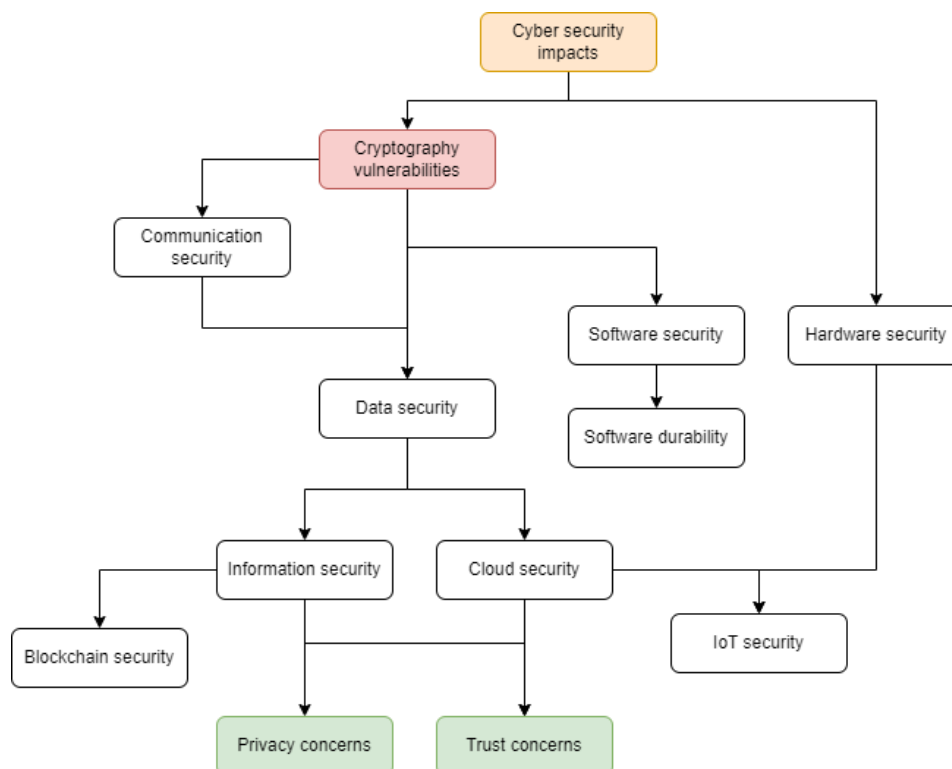 Cyber security
impacts
Cryptography
vulnerabilities
Communication
security
Software security
Hardware security
Data security
Software durability
Information security
Cloud security
Blockchain security
IoT security
Privacy concerns
Trust concerns